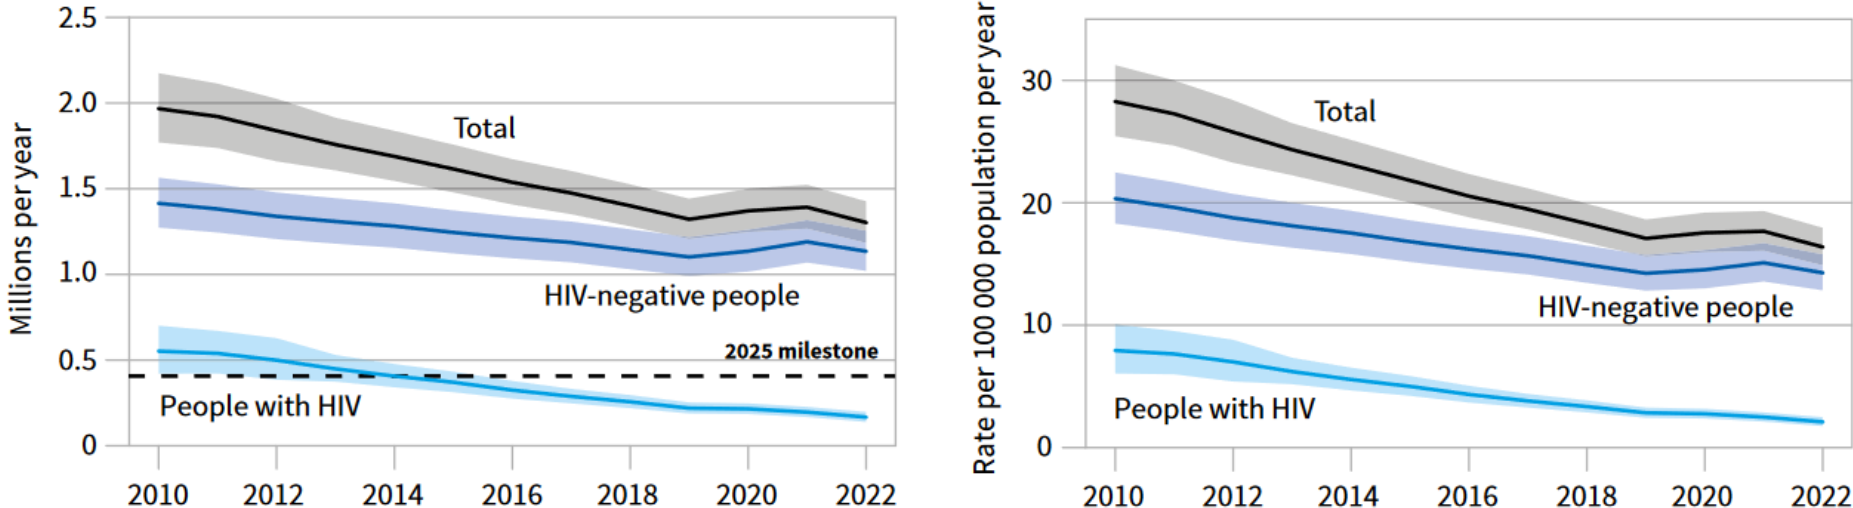 Millions per year
2.5
2.0
1.5
1.0
0.5
0
Total
HIV-negative people
2025 milestone
People with HIV
2010 2012 2014 2016 2018 2020 2022
Rate per 100 000 population per year
30
20
10
0
Total
HIV-negative people
People with HIV
2010 2012 2014 2016 2018 2020 2022